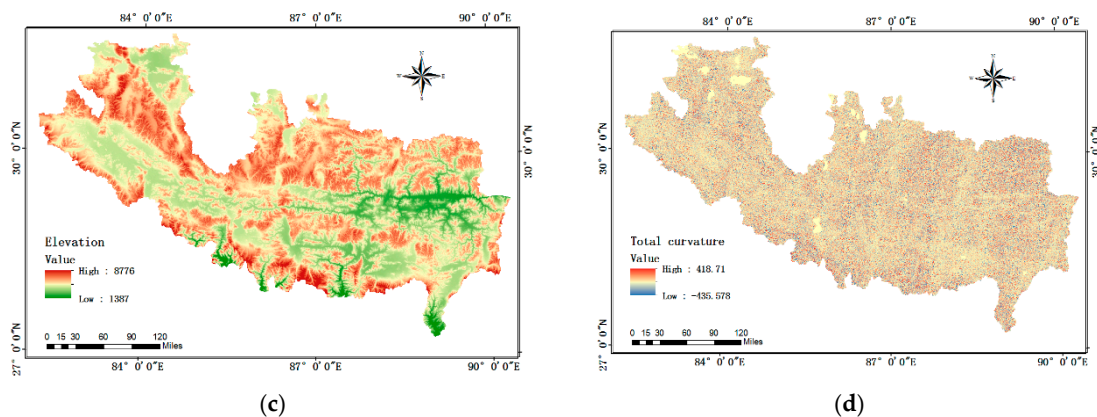 84° 0′0″E 87° 0′0″E 90° 0′0″E
N
W E
S
30° 0′0″N
30° 0′0″N
Elevation
Value
High : 8776
Low : 1387
0 15 30 60 90 120
Miles
27° 0′0″N
84° 0′0″E 87° 0′0″E 90° 0′0″E
(c)
84° 0′0″E 87° 0′0″E 90° 0′0″E
N
W E
S
30° 0′0″N
30° 0′0″N
Total curvature
Value
High : 418.71
Low : -435.578
0 15 30 60 90 120
Miles
27° 0′0″N
84° 0′0″E 87° 0′0″E 90° 0′0″E
(d)